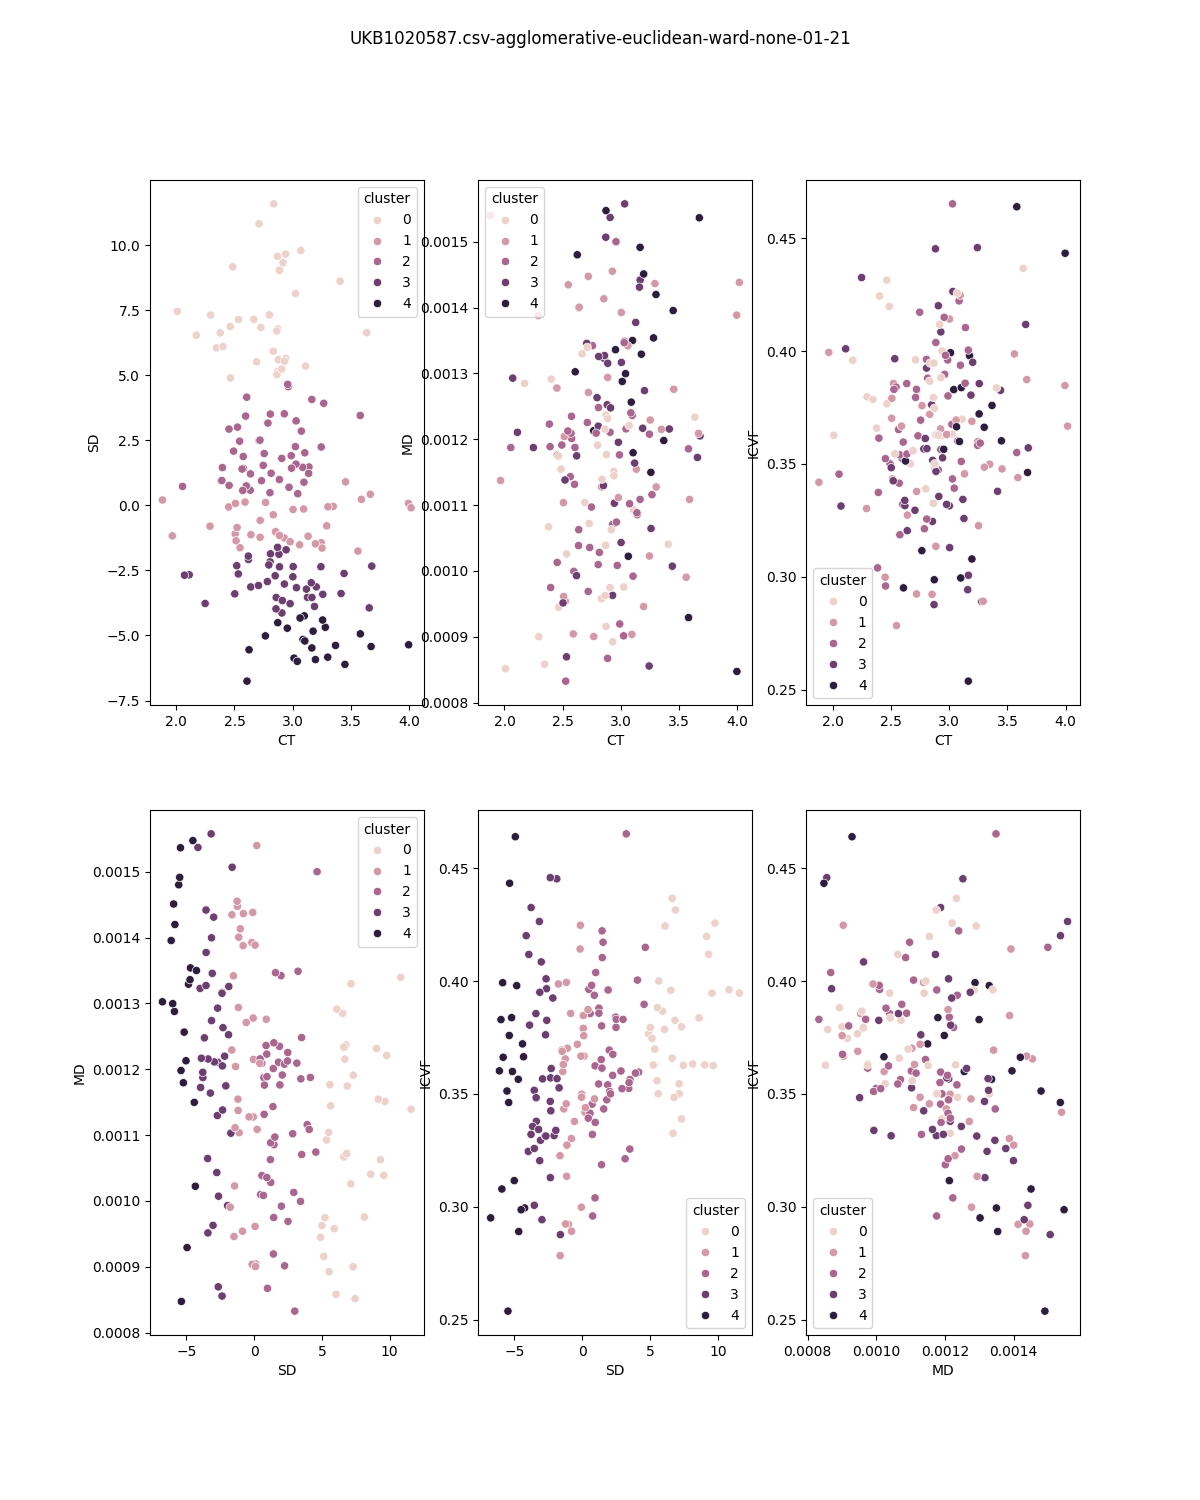 UKB1020587.csv-agglomerative-euclidean-ward-none-01-21
cluster
0
1
2
3
4
10.0
7.5
5.0
2.5
0.0
−2.5
−5.0
−7.5
SD
2.0 2.5 3.0 3.5 4.0
CT
cluster
0
1
2
3
4
0.0015
0.0014
0.0013
0.0012
0.0011
0.0010
0.0009
0.0008
MD
2.0 2.5 3.0 3.5 4.0
CT
0.45
0.40
0.35
0.30
0.25
ICVF
cluster
0
1
2
3
4
2.0 2.5 3.0 3.5 4.0
CT
cluster
0
1
2
3
4
0.0015
0.0014
0.0013
0.0012
0.0011
0.0010
0.0009
0.0008
MD
−5 0 5 10
SD
0.45
0.40
0.35
0.30
0.25
ICVF
cluster
0
1
2
3
4
−5 0 5 10
SD
0.45
0.40
0.35
0.30
0.25
ICVF
cluster
0
1
2
3
4
0.0008 0.0010 0.0012 0.0014
MD